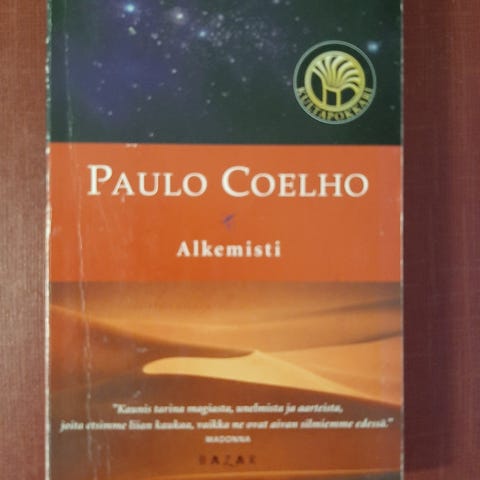 KULTAPOKKARI
PAULO COELHO
Alkemisti
"Kaunis tarina magiasta, unelmista ja aarteista,
joita etsimme liian kaukaa, vaikka ne ovat aivan silmiemme edessä."
MADONNA
BAZAR